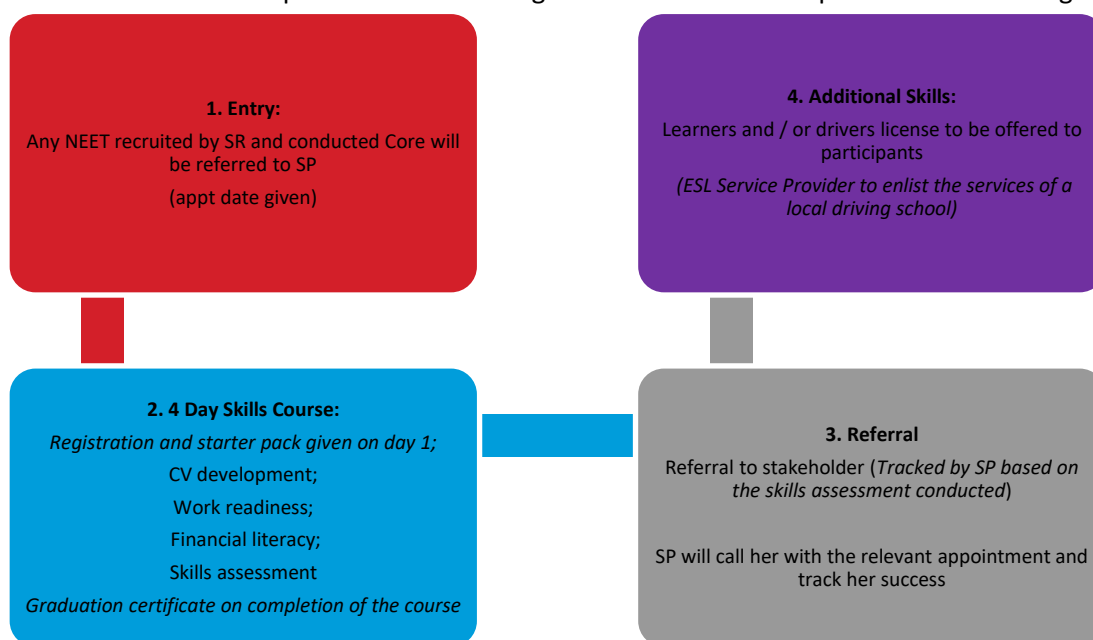 1. Entry:
Any NEET recruited by SR and conducted Core will
be referred to SP
(appt date given)
2. 4 Day Skills Course:
Registration and starter pack given on day 1;
CV development;
Work readiness;
Financial literacy;
Skills assessment
Graduation certificate on completion of the course
3. Referral
Referral to stakeholder (Tracked by SP based on
the skills assessment conducted)
SP will call her with the relevant appointment and
track her success
4. Additional Skills:
Learners and / or drivers license to be offered to
participants
(ESL Service Provider to enlist the services of a
local driving school)